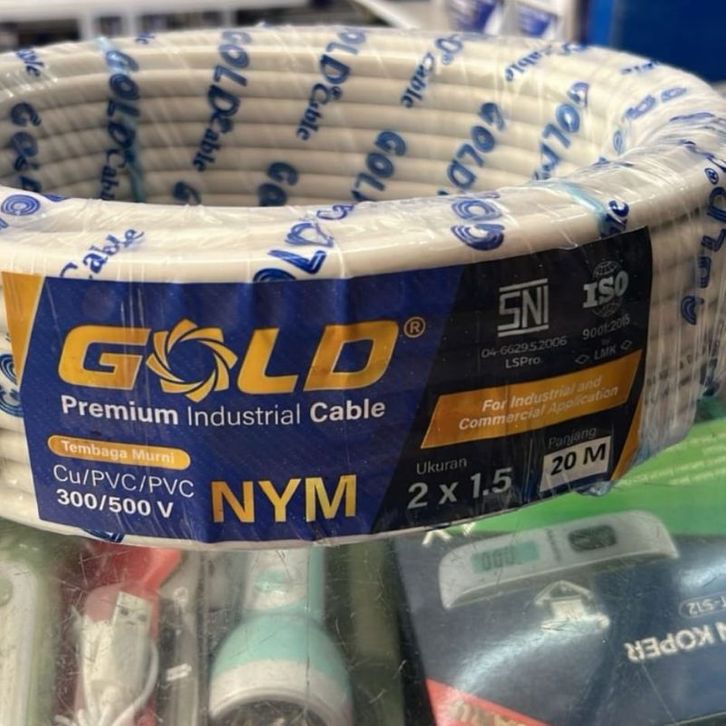 GOLD Cable
GOLD®
Premium Industrial Cable
Tembaga Murni
Cu/PVC/PVC
300/500 V
NYM
SNI
04-6629.5.2006
LSPro.
ISO
9001:2015
by
LMK
For Industrial and
Commercial Application
Ukuran
2 x 1.5
Panjang
20 M
N KOPER